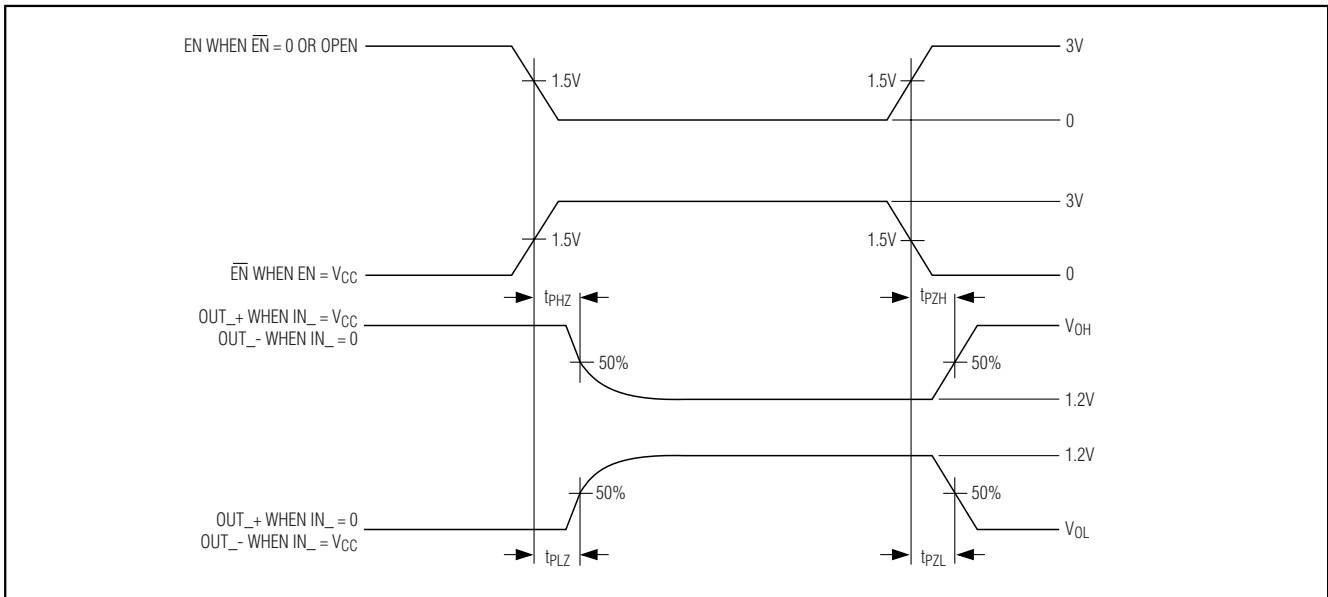 EN WHEN E̅N̅ = 0 OR OPEN
3V
1.5V
1.5V
0
3V
1.5V
1.5V
E̅N̅ WHEN EN = VCC
0
tPHZ
tPZH
OUT_+ WHEN IN_ = VCC
OUT_- WHEN IN_ = 0
VOH
50%
50%
1.2V
1.2V
50%
50%
OUT_+ WHEN IN_ = 0
OUT_- WHEN IN_ = VCC
VOL
tPLZ
tPZL